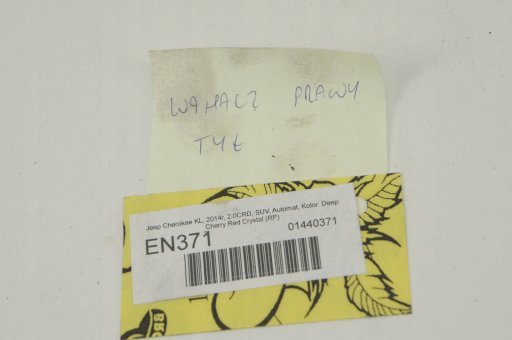 WAHACZ PRAWY
TYŁ
Jeep Cherokee KL, 2014r, 2.0CRD, SUV, Automat, Kolor: Deep
Cherry Red Crystal (RP)
EN371 01440371